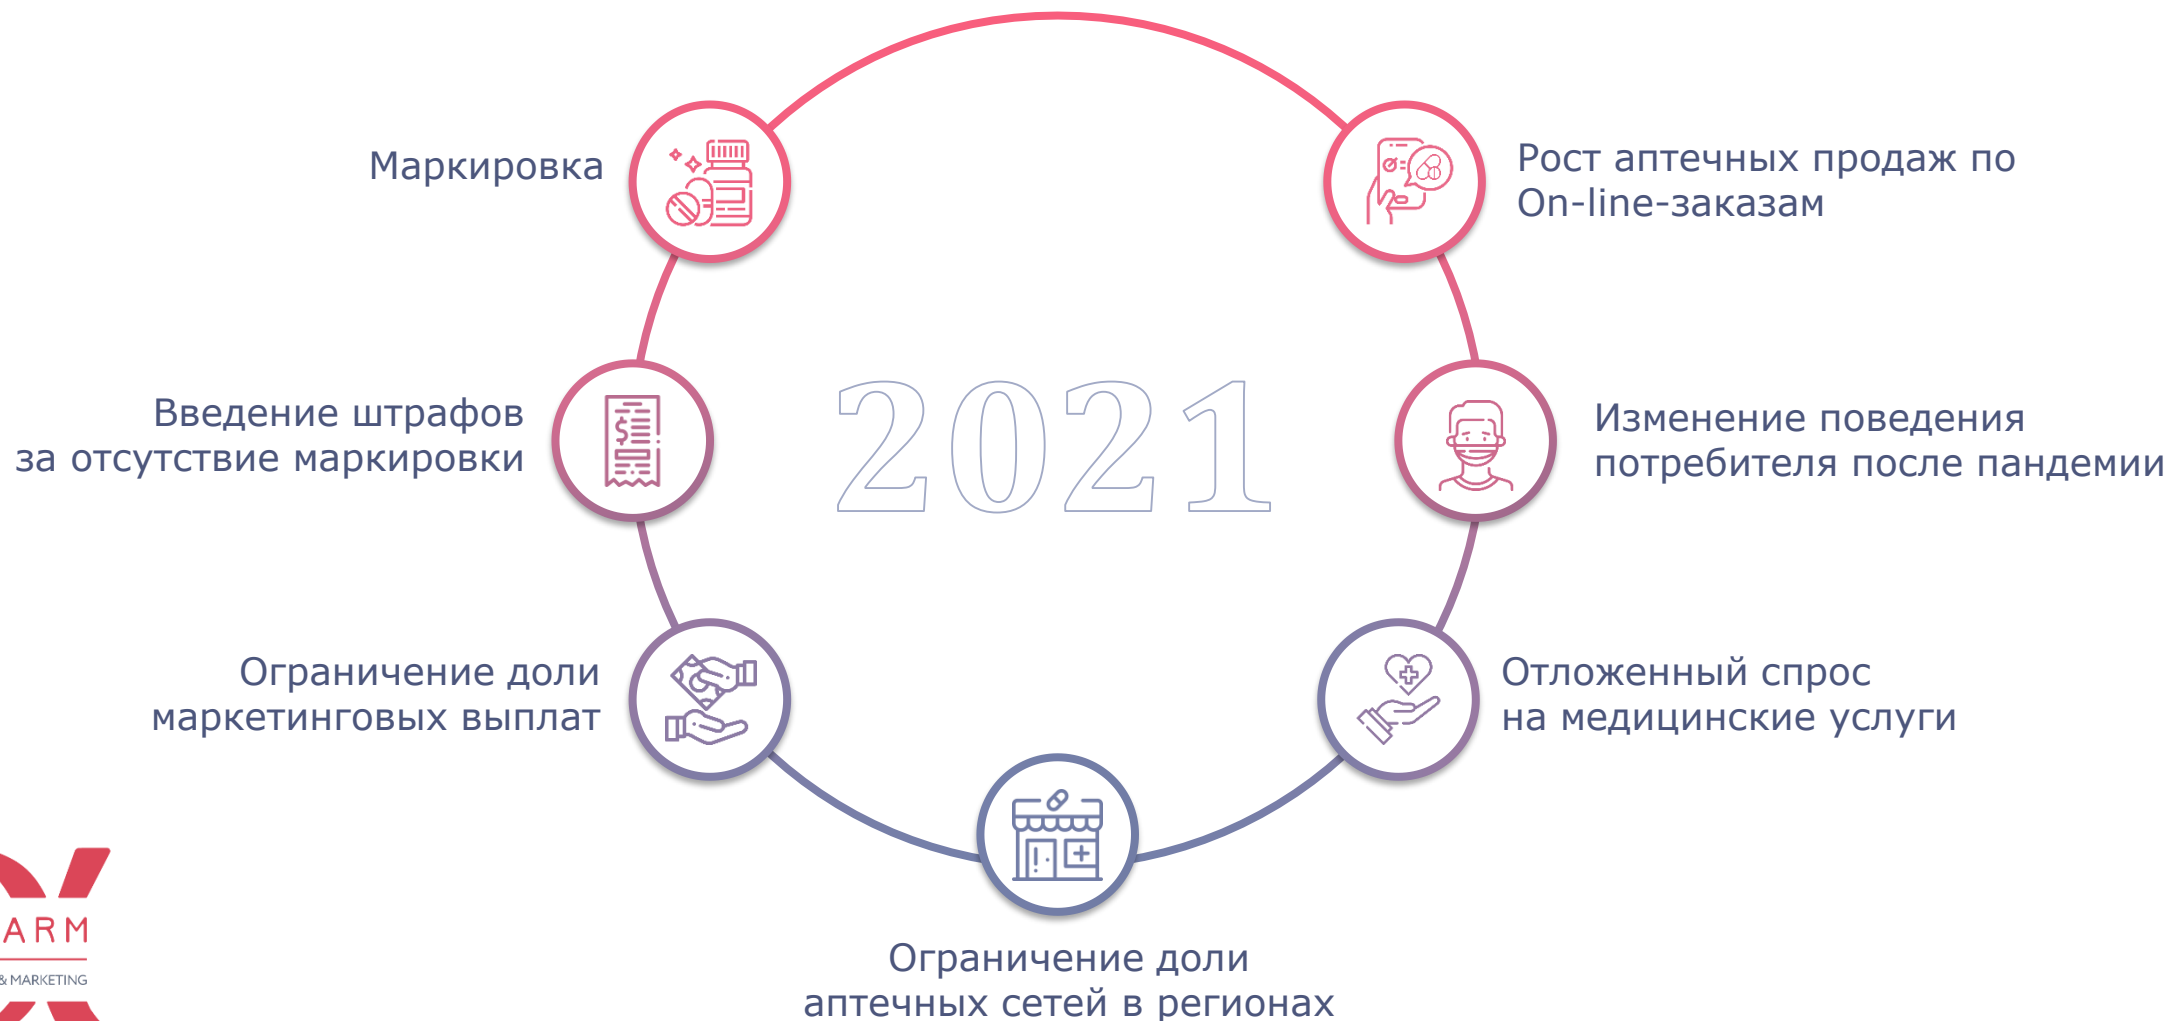 Маркировка
Рост аптечных продаж по
On-line-заказам
Введение штрафов
за отсутствие маркировки
2021
Изменение поведения
потребителя после пандемии
Ограничение доли
маркетинговых выплат
Отложенный спрос
на медицинские услуги
Ограничение доли
аптечных сетей в регионах
ARM
& MARKETING